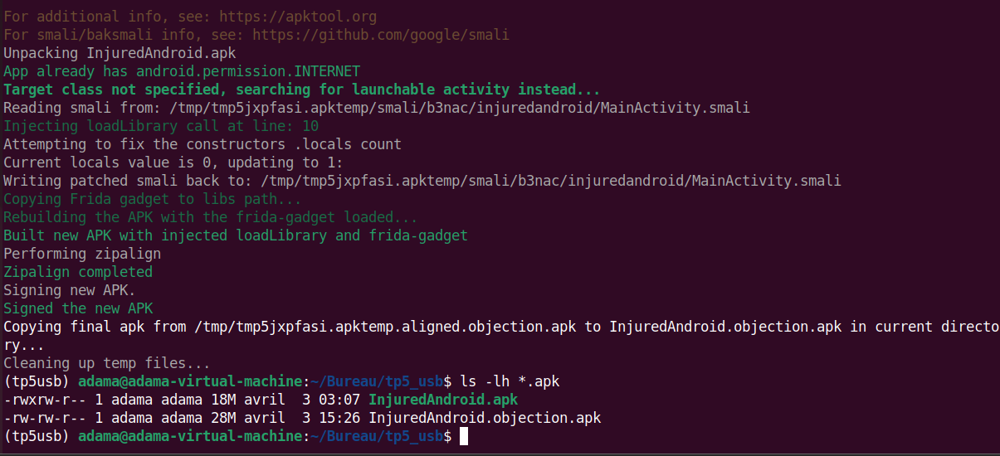 For additional info, see: https://apktool.org
For smali/baksmali info, see: https://github.com/google/smali
Unpacking InjuredAndroid.apk
App already has android.permission.INTERNET
Target class not specified, searching for launchable activity instead...
Reading smali from: /tmp/tmp5jxpfasi.apktemp/smali/b3nac/injuredandroid/MainActivity.smali
Injecting loadLibrary call at line: 10
Attempting to fix the constructors .locals count
Current locals value is 0, updating to 1:
Writing patched smali back to: /tmp/tmp5jxpfasi.apktemp/smali/b3nac/injuredandroid/MainActivity.smali
Copying Frida gadget to libs path...
Rebuilding the APK with the frida-gadget loaded...
Built new APK with injected loadLibrary and frida-gadget
Performing zipalign
Zipalign completed
Signing new APK.
Signed the new APK
Copying final apk from /tmp/tmp5jxpfasi.apktemp.aligned.objection.apk to InjuredAndroid.objection.apk in current directo
ry...
Cleaning up temp files...
(tp5usb) adama@adama-virtual-machine:~/Bureau/tp5_usb$ ls -lh *.apk
-rwxrw-r-- 1 adama adama 18M avril  3 03:07 InjuredAndroid.apk
-rw-rw-r-- 1 adama adama 28M avril  3 15:26 InjuredAndroid.objection.apk
(tp5usb) adama@adama-virtual-machine:~/Bureau/tp5_usb$